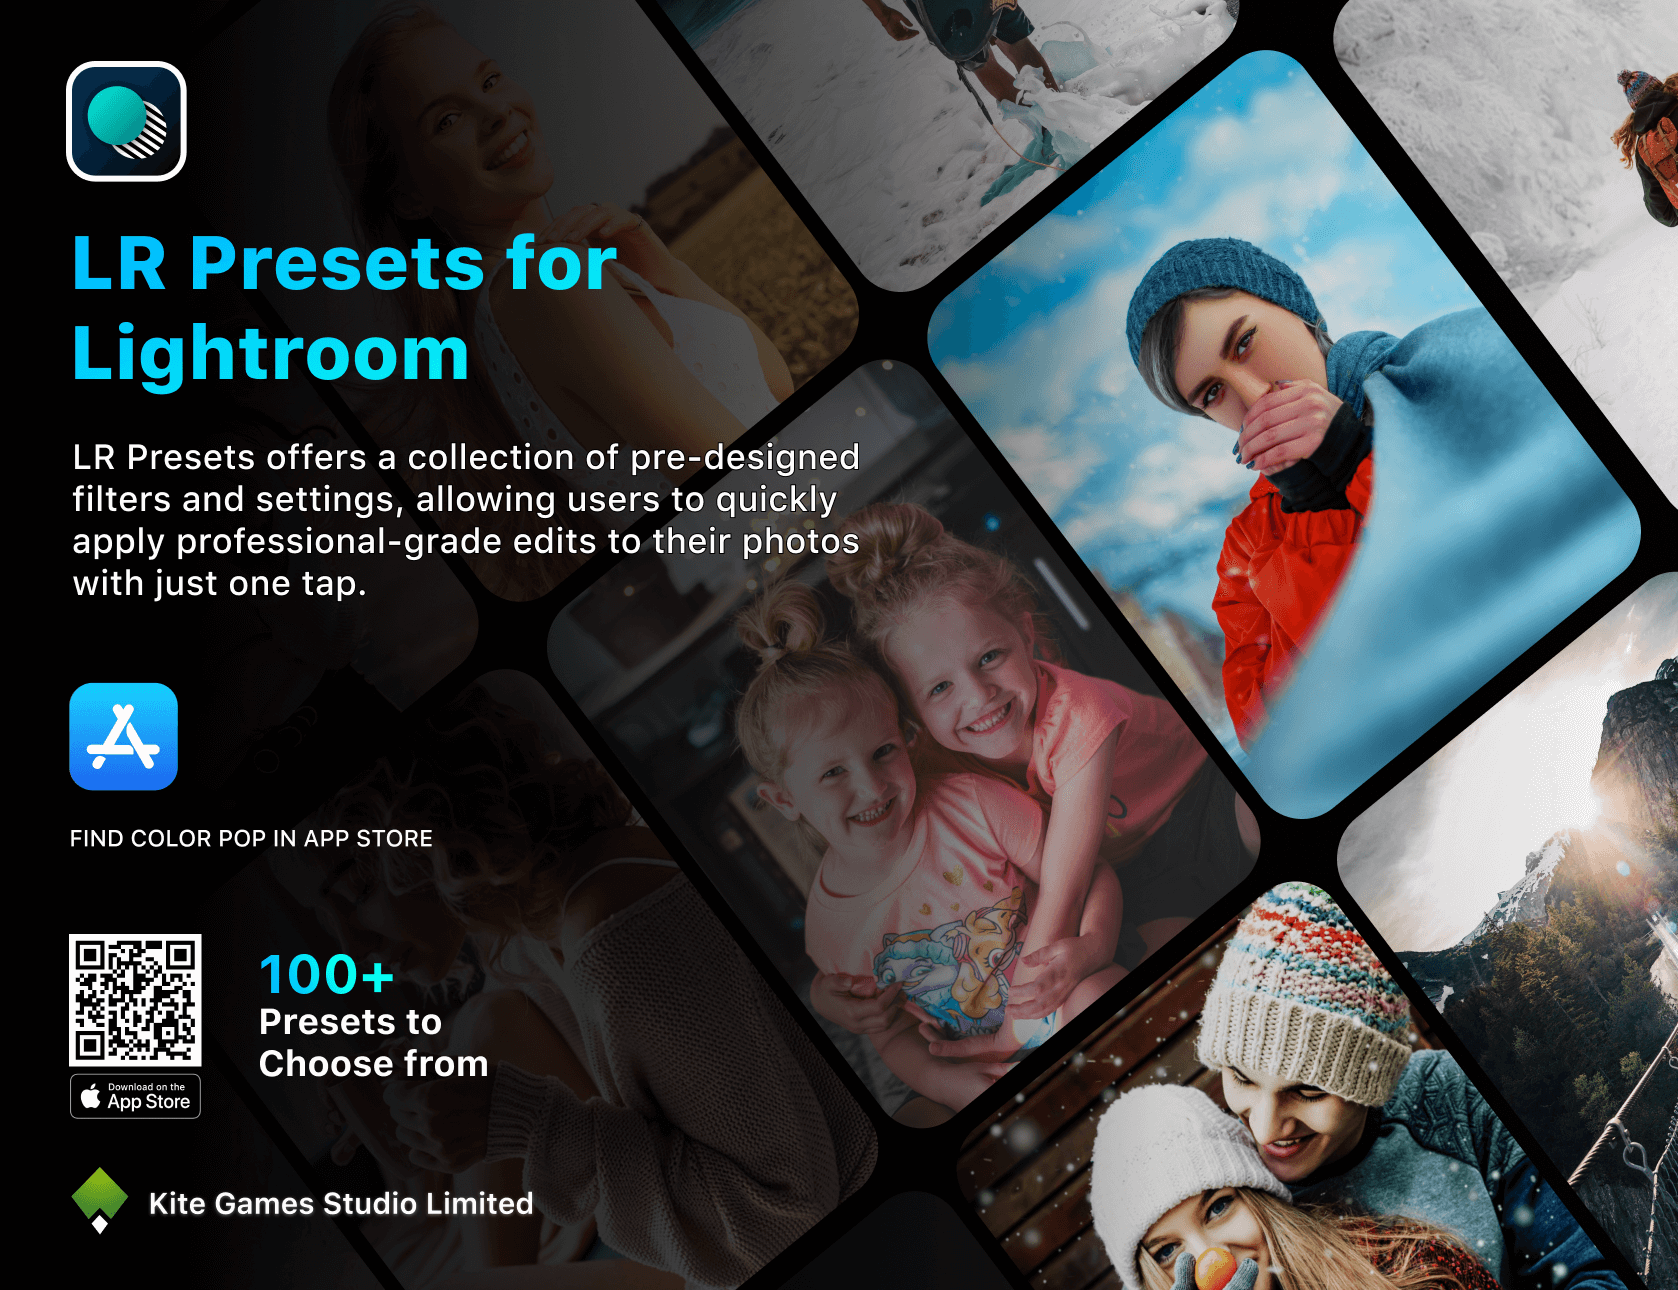 LR Presets for
Lightroom
LR Presets offers a collection of pre-designed
filters and settings, allowing users to quickly
apply professional-grade edits to their photos
with just one tap.
FIND COLOR POP IN APP STORE
100+
Presets to
Choose from
Download on the
App Store
Kite Games Studio Limited